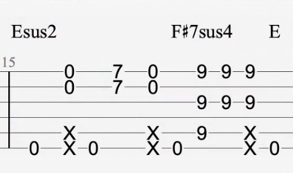 Esus2 F#7sus4 E
15
0 7 0 9 9 9
0 7 0
9 9 9
X X 9 X
0 X 0 X 0 X 0